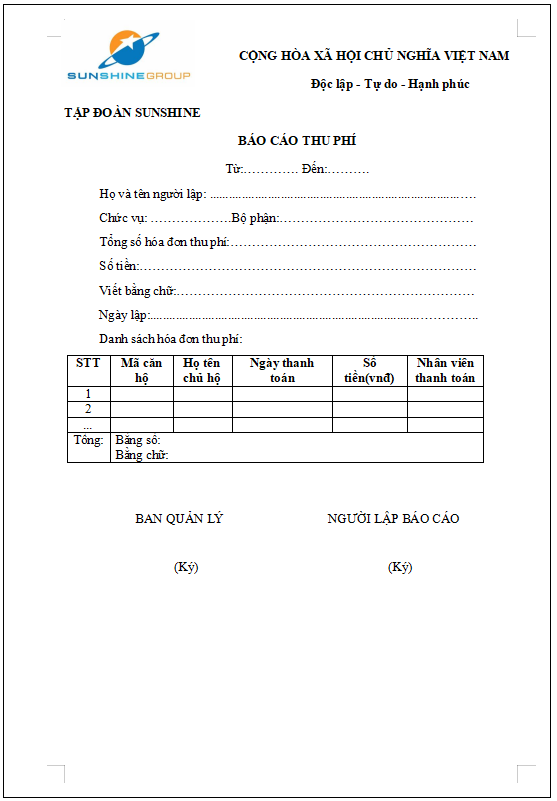 SUNSHINEGROUP
CỘNG HÒA XÃ HỘI CHỦ NGHĨA VIỆT NAM
Độc lập - Tự do - Hạnh phúc
TẬP ĐOÀN SUNSHINE
BÁO CÁO THU PHÍ
Từ:…………. Đến:……….
Họ và tên người lập: ................................................................................….
Chức vụ: ……………….Bộ phận:……………………………………….
Tổng số hóa đơn thu phí:…………………………………………………
Số tiền:……………………………………………………………………
Viết bằng chữ:……………………………………………………………
Ngày lập:......................................................................................…………..
Danh sách hóa đơn thu phí:
STT Mã căn hộ Họ tên chủ hộ Ngày thanh toán Số tiền(vnđ) Nhân viên thanh toán
1
2
...
Tổng: Bằng số:
Bằng chữ:
BAN QUẢN LÝ NGƯỜI LẬP BÁO CÁO
(Ký) (Ký)